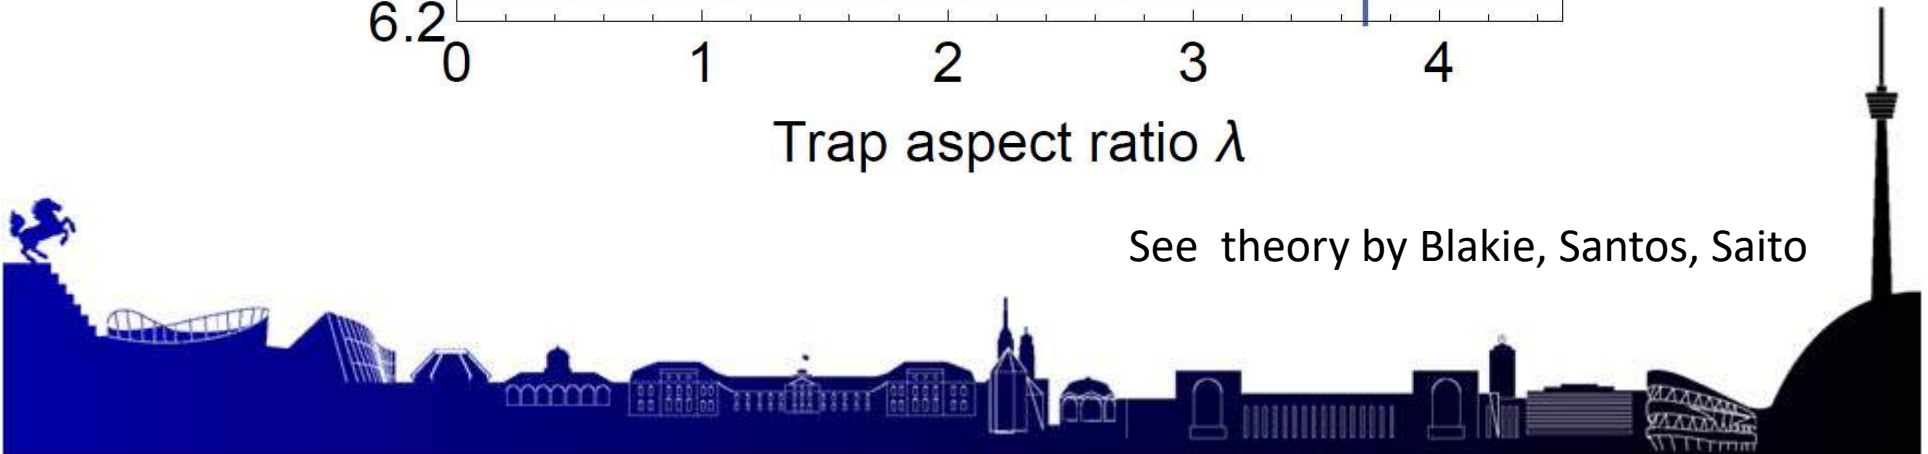 6.2
0 1 2 3 4
Trap aspect ratio λ
See theory by Blakie, Santos, Saito